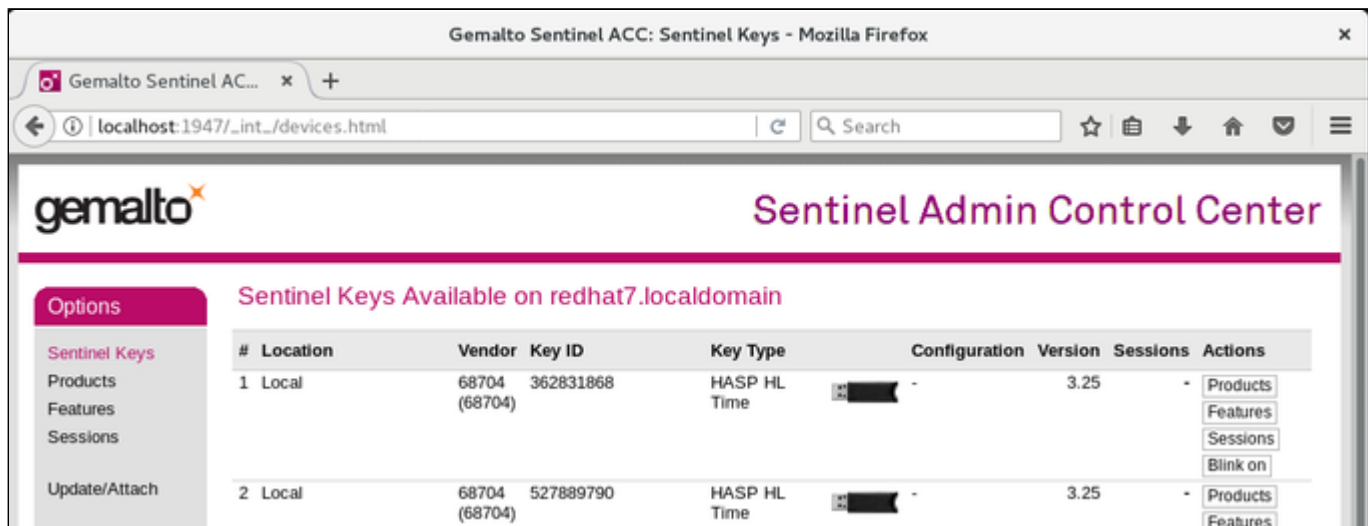 Gemalto Sentinel ACC: Sentinel Keys - Mozilla Firefox
Gemalto Sentinel AC...
localhost:1947/_int_/devices.html
Search
gemalto
Sentinel Admin Control Center
Options
Sentinel Keys Available on redhat7.localdomain
Sentinel Keys
Products
Features
Sessions
Update/Attach
# Location Vendor Key ID Key Type Configuration Version Sessions Actions
1 Local 68704 362831868 HASP HL - 3.25 - Products
(68704) Time
Features
Sessions
Blink on
2 Local 68704 527889790 HASP HL - 3.25 - Products
(68704) Time
Features